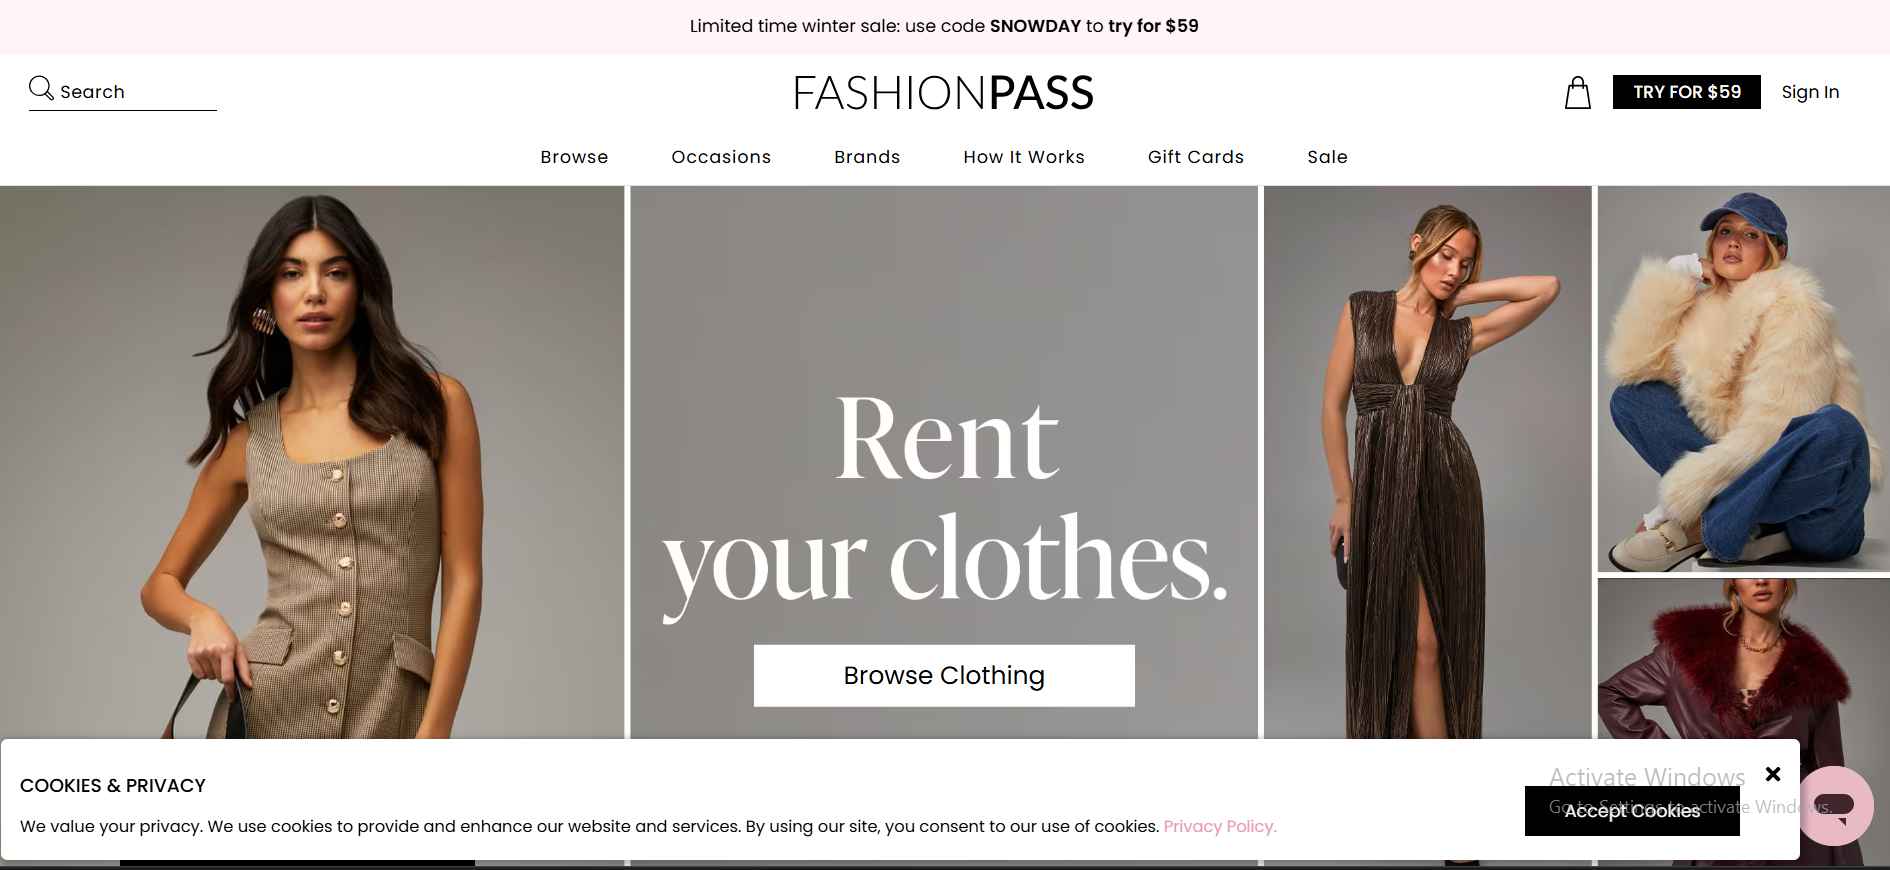 Limited time winter sale: use code SNOWDAY to try for $59
Search
FASHIONPASS
TRY FOR $59
Sign In
Browse
Occasions
Brands
How It Works
Gift Cards
Sale
Rent
your clothes.
Browse Clothing
COOKIES & PRIVACY
We value your privacy. We use cookies to provide and enhance our website and services. By using our site, you consent to our use of cookies. Privacy Policy.
Accept Cookies
Activate Windows
Go to Settings to activate Windows.